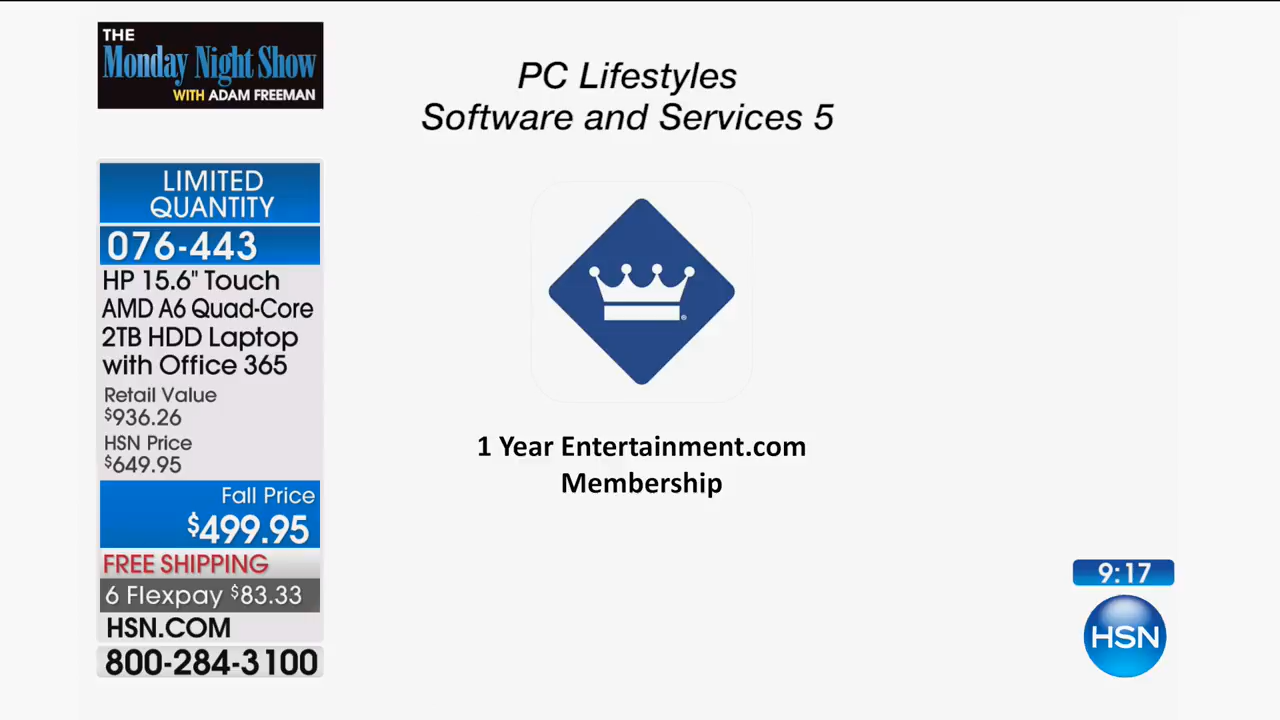 THE
Monday Night Show
WITH ADAM FREEMAN
PC Lifestyles
Software and Services 5
LIMITED
QUANTITY
076-443
HP 15.6" Touch
AMD A6 Quad-Core
2TB HDD Laptop
with Office 365
Retail Value
$936.26
HSN Price
$649.95
Fall Price
$499.95
FREE SHIPPING
6 Flexpay $83.33
HSN.COM
800-284-3100
®
1 Year Entertainment.com
Membership
9:17
HSN